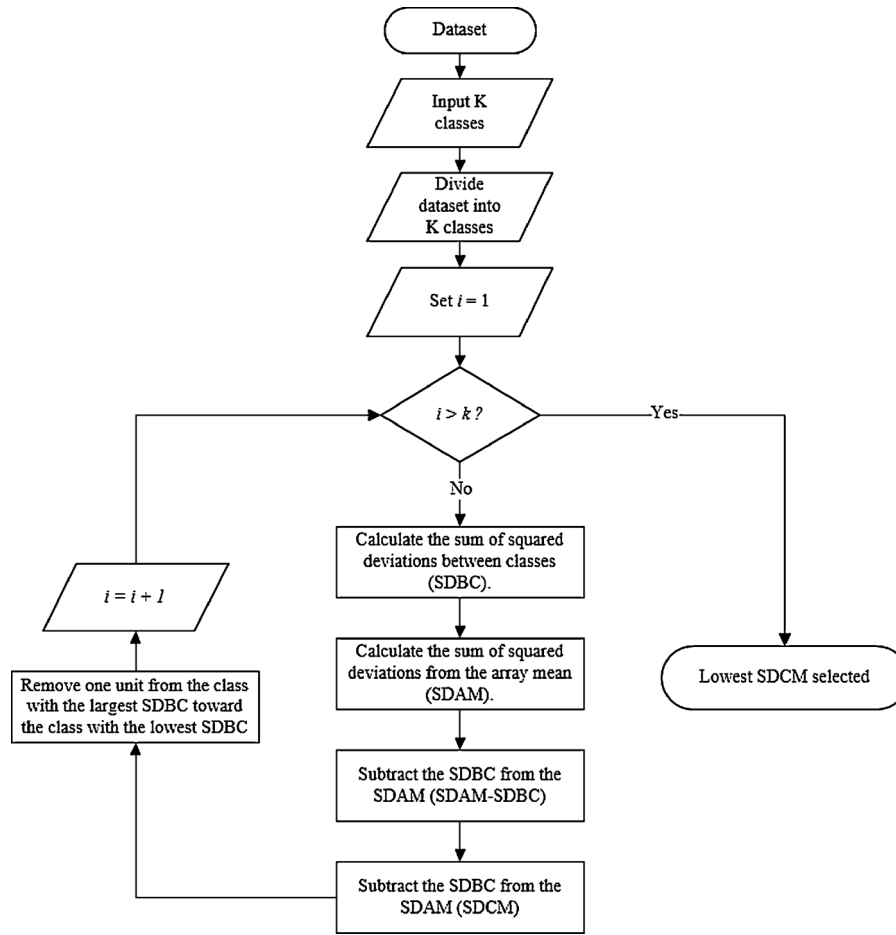 Dataset
Input K
classes
Divide
dataset into
K classes
Set i = 1
i > k ?
Yes
No
Calculate the sum of squared
deviations between classes
(SDBC).
i = i + 1
Calculate the sum of squared
deviations from the array mean
(SDAM).
Remove one unit from the class
with the largest SDBC toward
the class with the lowest SDBC
Lowest SDCM selected
Subtract the SDBC from the
SDAM (SDAM-SDBC)
Subtract the SDBC from the
SDAM (SDCM)